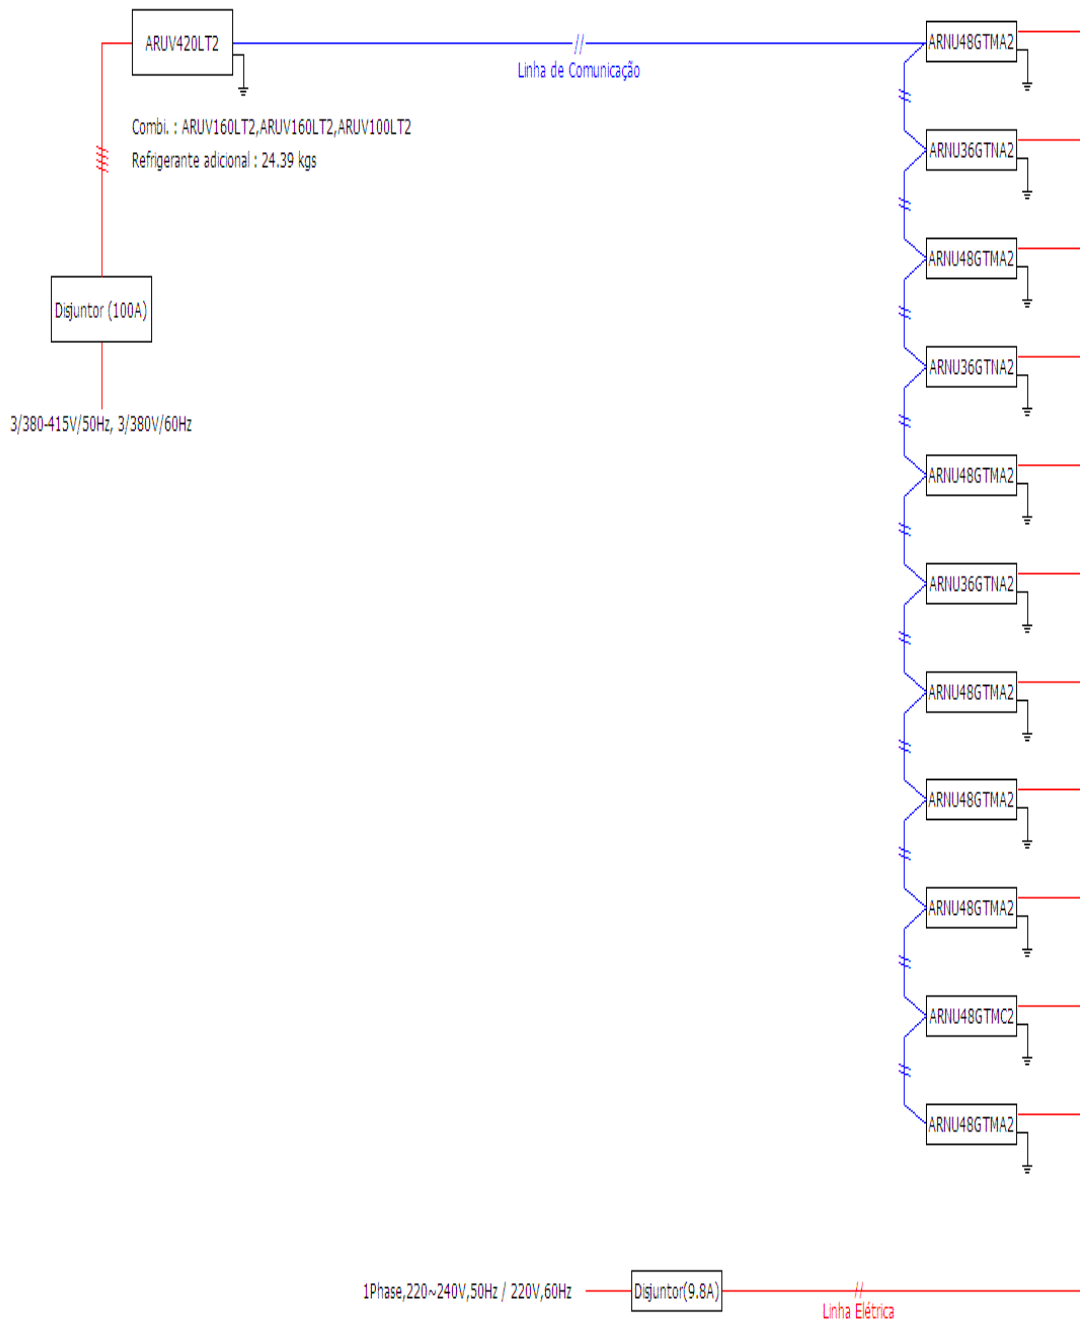 ARUV420LT2
Linha de Comunicação
Combi. : ARUV160LT2,ARUV160LT2,ARUV100LT2
Refrigerante adicional : 24.39 kgs
Disjuntor (100A)
3/380-415V/50Hz, 3/380V/60Hz
ARNU48GTMA2
ARNU36GTNA2
ARNU48GTMA2
ARNU36GTNA2
ARNU48GTMA2
ARNU36GTNA2
ARNU48GTMA2
ARNU48GTMA2
ARNU48GTMA2
ARNU48GTMC2
ARNU48GTMA2
1Phase,220~240V,50Hz / 220V,60Hz
Disjuntor(9.8A)
Linha Elétrica